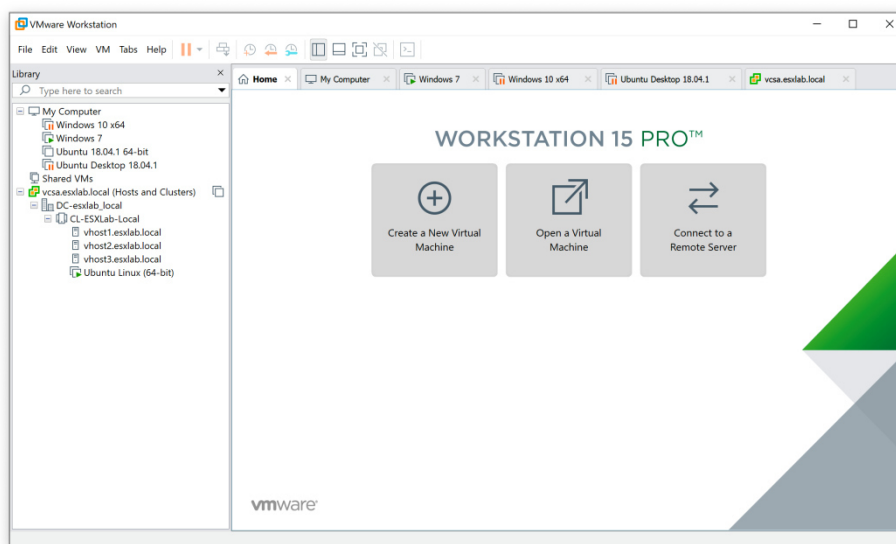 VMware Workstation
File Edit View VM Tabs Help
Library
Type here to search
My Computer
Windows 10 x64
Windows 7
Ubuntu 18.04.1 64-bit
Ubuntu Desktop 18.04.1
Shared VMs
vcsa.esxlab.local (Hosts and Clusters)
DC-esxlab_local
CL-ESXLab-Local
vhost1.esxlab.local
vhost2.esxlab.local
vhost3.esxlab.local
Ubuntu Linux (64-bit)
Home My Computer Windows 7 Windows 10 x64 Ubuntu Desktop 18.04.1 vcsa.esxlab.local
WORKSTATION 15 PRO™
Create a New Virtual
Machine
Open a Virtual
Machine
Connect to a
Remote Server
vmware®